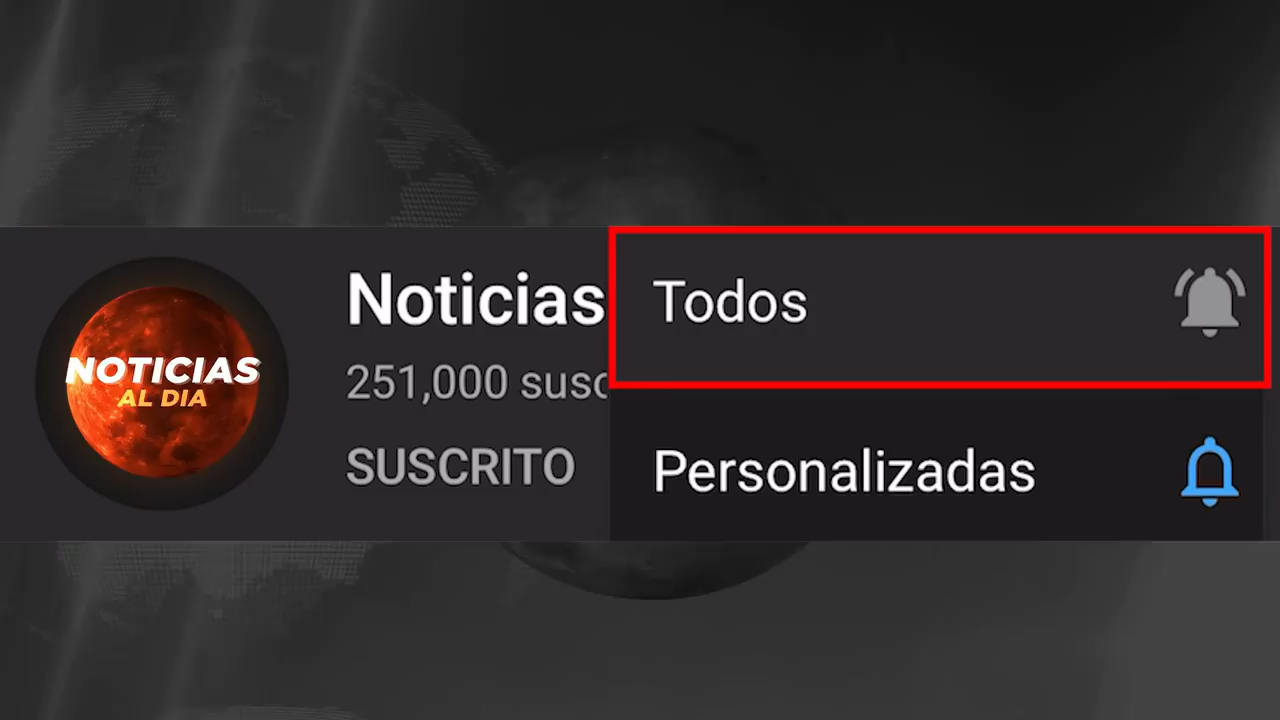 NOTICIAS
AL DIA
Noticias
251,000 susc
SUSCRITO
Todos
Personalizadas